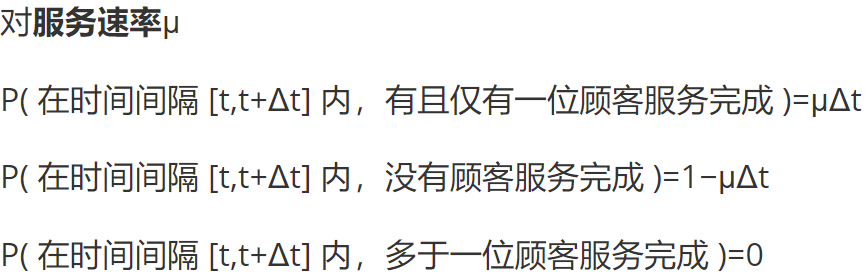 对服务速率μ
P( 在时间间隔 [t,t+Δt] 内，有且仅有一位顾客服务完成 )=μΔt
P( 在时间间隔 [t,t+Δt] 内，没有顾客服务完成 )=1−μΔt
P( 在时间间隔 [t,t+Δt] 内，多于一位顾客服务完成 )=0